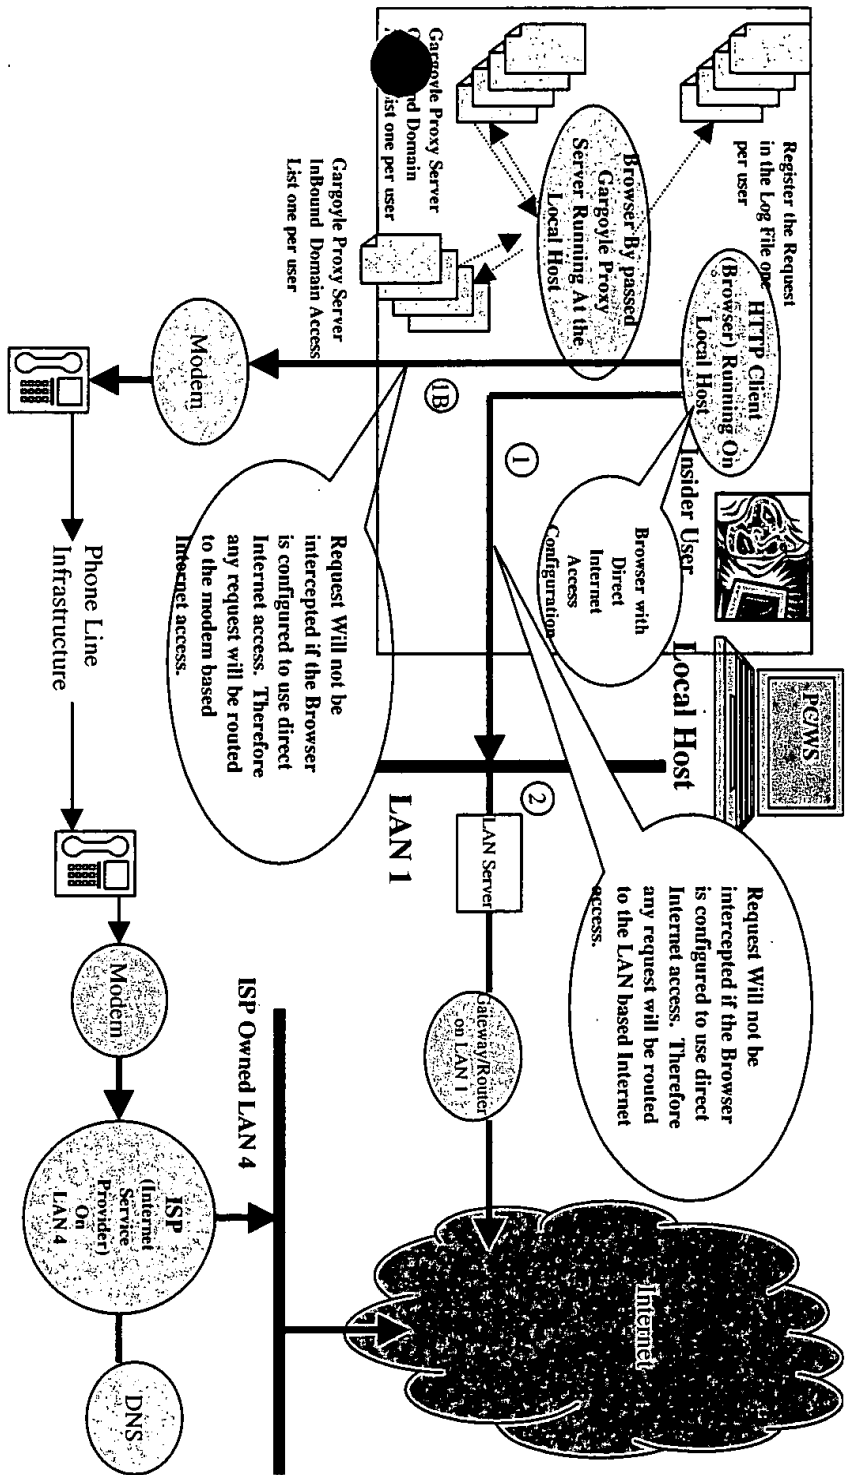 PC/WS
Local Host
Insider User
Register the Request
in the Log File one
per user
HTTP Client
(Browser) Running On
Local Host
Browser By passed
Gargoyle Proxy
Server Running At the
Local Host
Gargoyle Proxy Server
nd Domain
ist one per user
Gargoyle Proxy Server
InBound Domain Access
List one per user
Browser with
Direct
Internet
Access
Configuration
Request Will not be
intercepted if the Browser
is configured to use direct
Internet access. Therefore
any request will be routed
to the LAN based Internet
access.
1
1B
2
Request Will not be
intercepted if the Browser
is configured to use direct
Internet access. Therefore
any request will be routed
to the modem based
Internet access.
LAN 1
LAN Server
Gateway/Router
on LAN 1
Internet
Modem
Phone Line
Infrastructure
Modem
ISP Owned LAN 4
ISP
(Internet
Service
Provider)
On
LAN 4
DNS